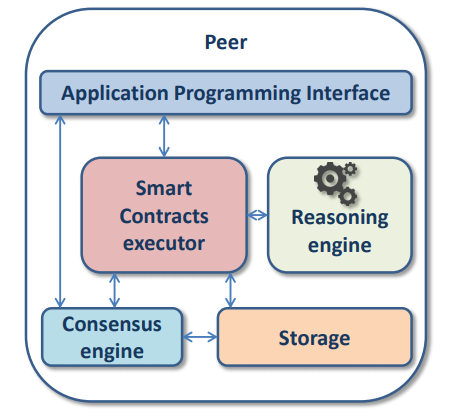 Peer
Application Programming Interface
Smart
Contracts
executor
Reasoning
engine
Consensus
engine
Storage